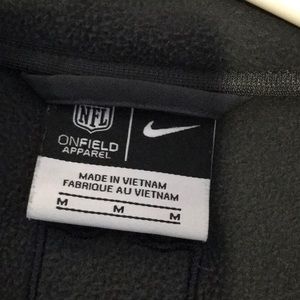 NFL
ONFIELD
APPAREL
MADE IN VIETNAM
FABRIQUE AU VIETNAM
M M M